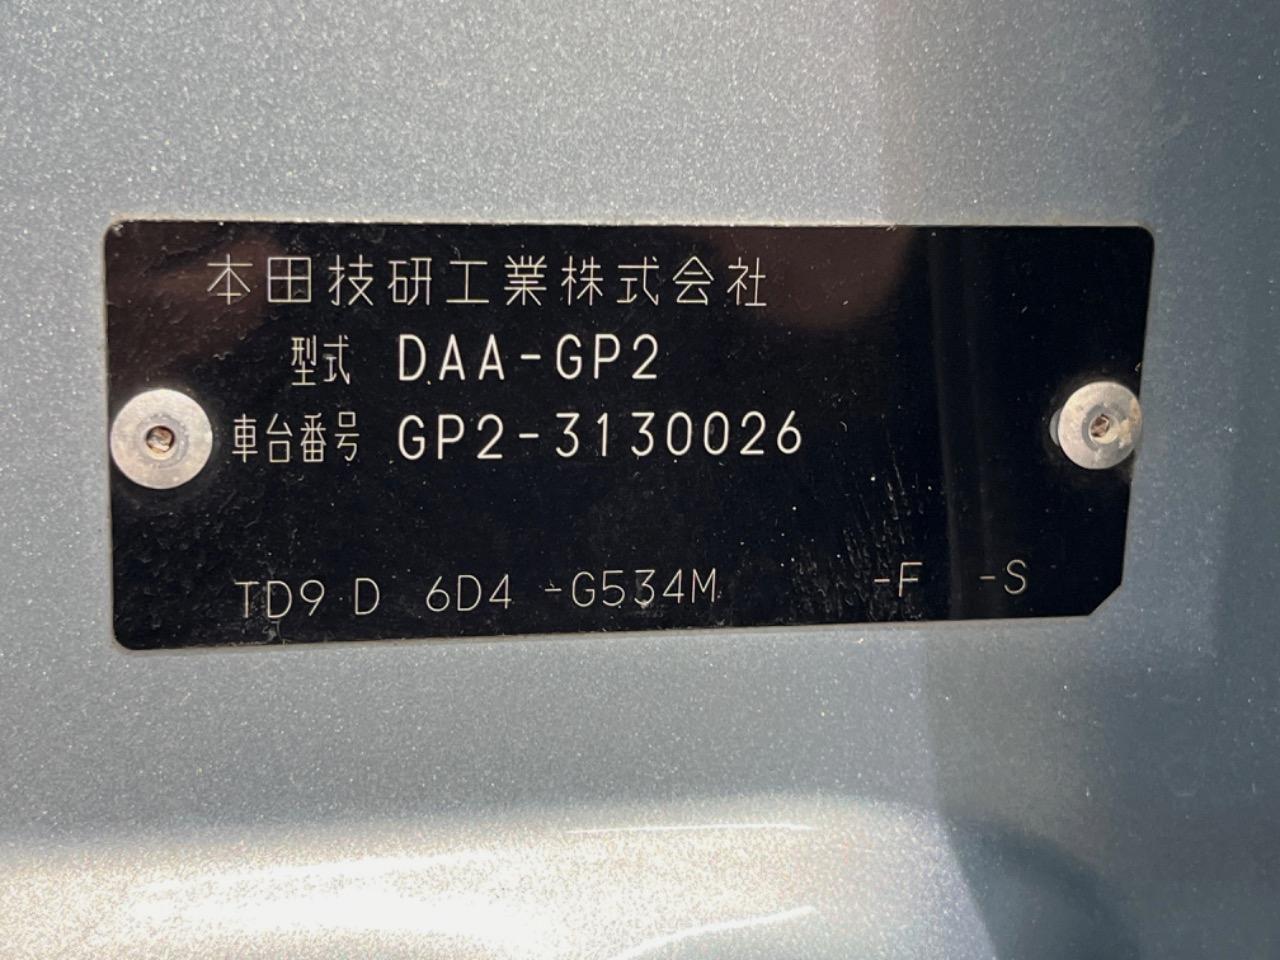 本田技研工業株式会社
型式 DAA-GP2
車台番号 GP2-3130026
TD9 D 6D4 -G534M -F -S